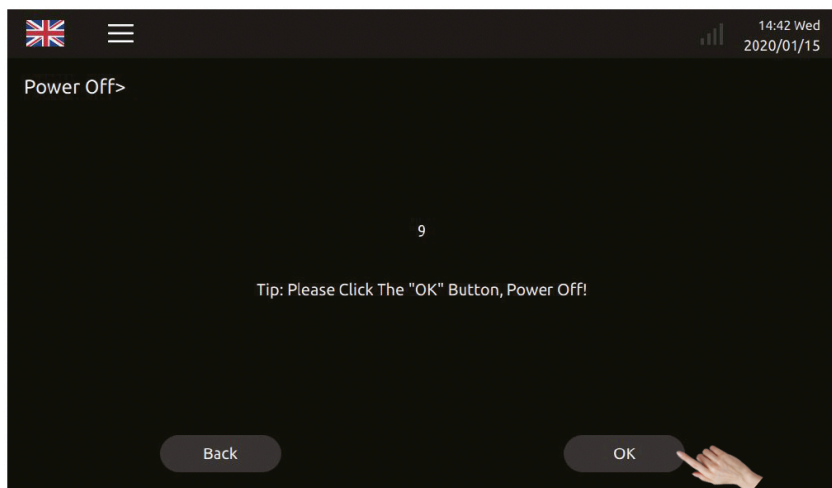 14:42 Wed
2020/01/15
Power Off>
9
Tip: Please Click The "OK" Button, Power Off!
Back
OK